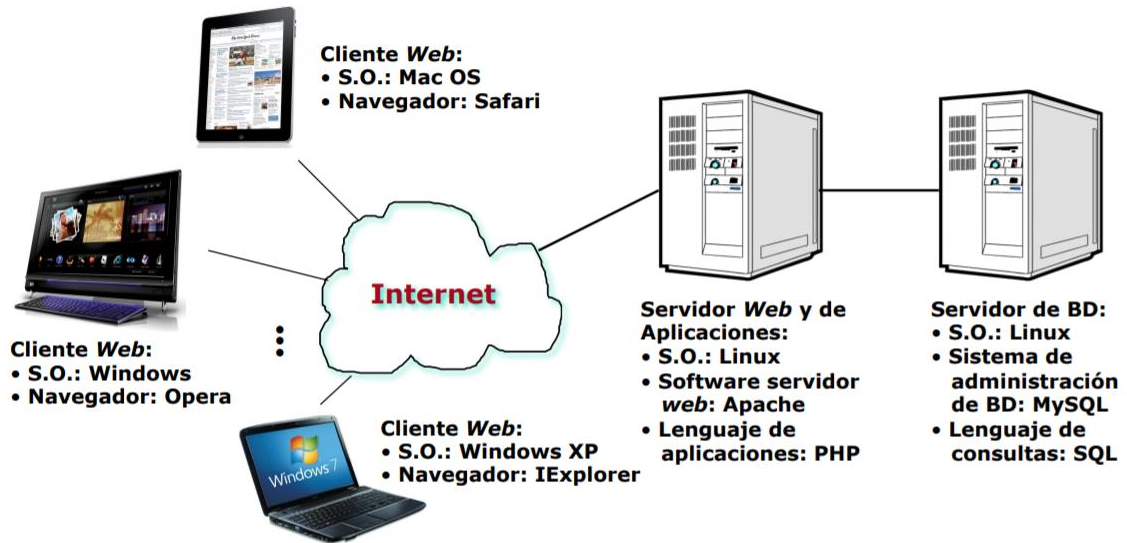 Cliente Web:
• S.O.: Mac OS
• Navegador: Safari
Cliente Web:
• S.O.: Windows
• Navegador: Opera
Internet
Cliente Web:
• S.O.: Windows XP
• Navegador: IExplorer
Windows 7
Servidor Web y de
Aplicaciones:
• S.O.: Linux
• Software servidor
web: Apache
• Lenguaje de
aplicaciones: PHP
Servidor de BD:
• S.O.: Linux
• Sistema de
administración
de BD: MySQL
• Lenguaje de
consultas: SQL